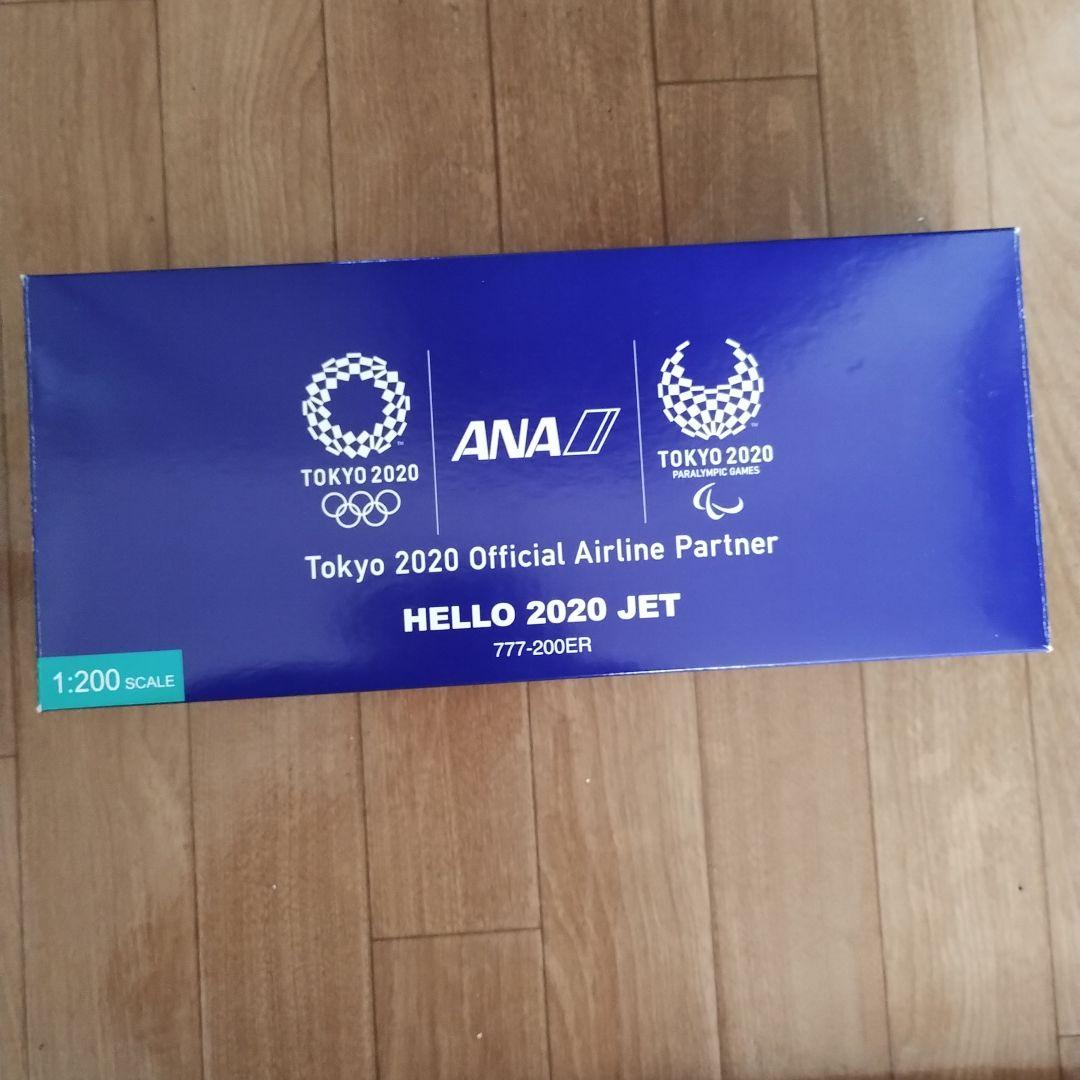 TOKYO 2020
ANA
TOKYO 2020
PARALYMPIC GAMES
Tokyo 2020 Official Airline Partner
HELLO 2020 JET
777-200ER
1:200 SCALE